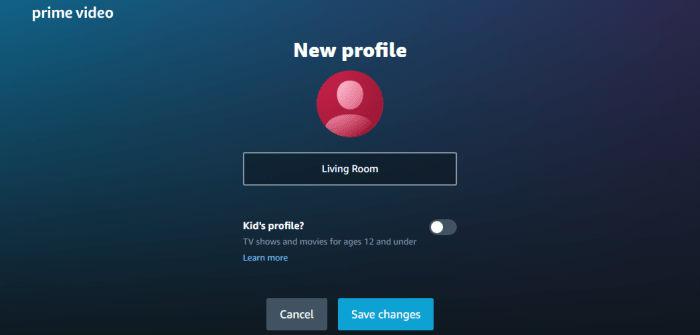 prime video
New profile
Living Room
Kid's profile?
TV shows and movies for ages 12 and under
Learn more
Cancel
Save changes